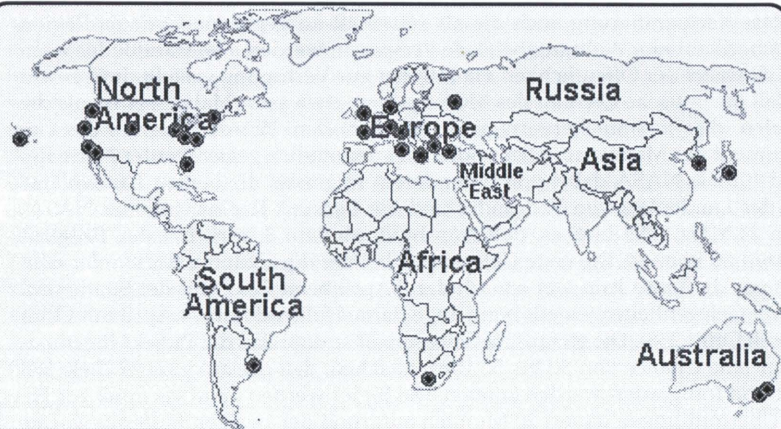 North
America
Russia
Europe
Asia
Middle
East
Africa
South
America
Australia